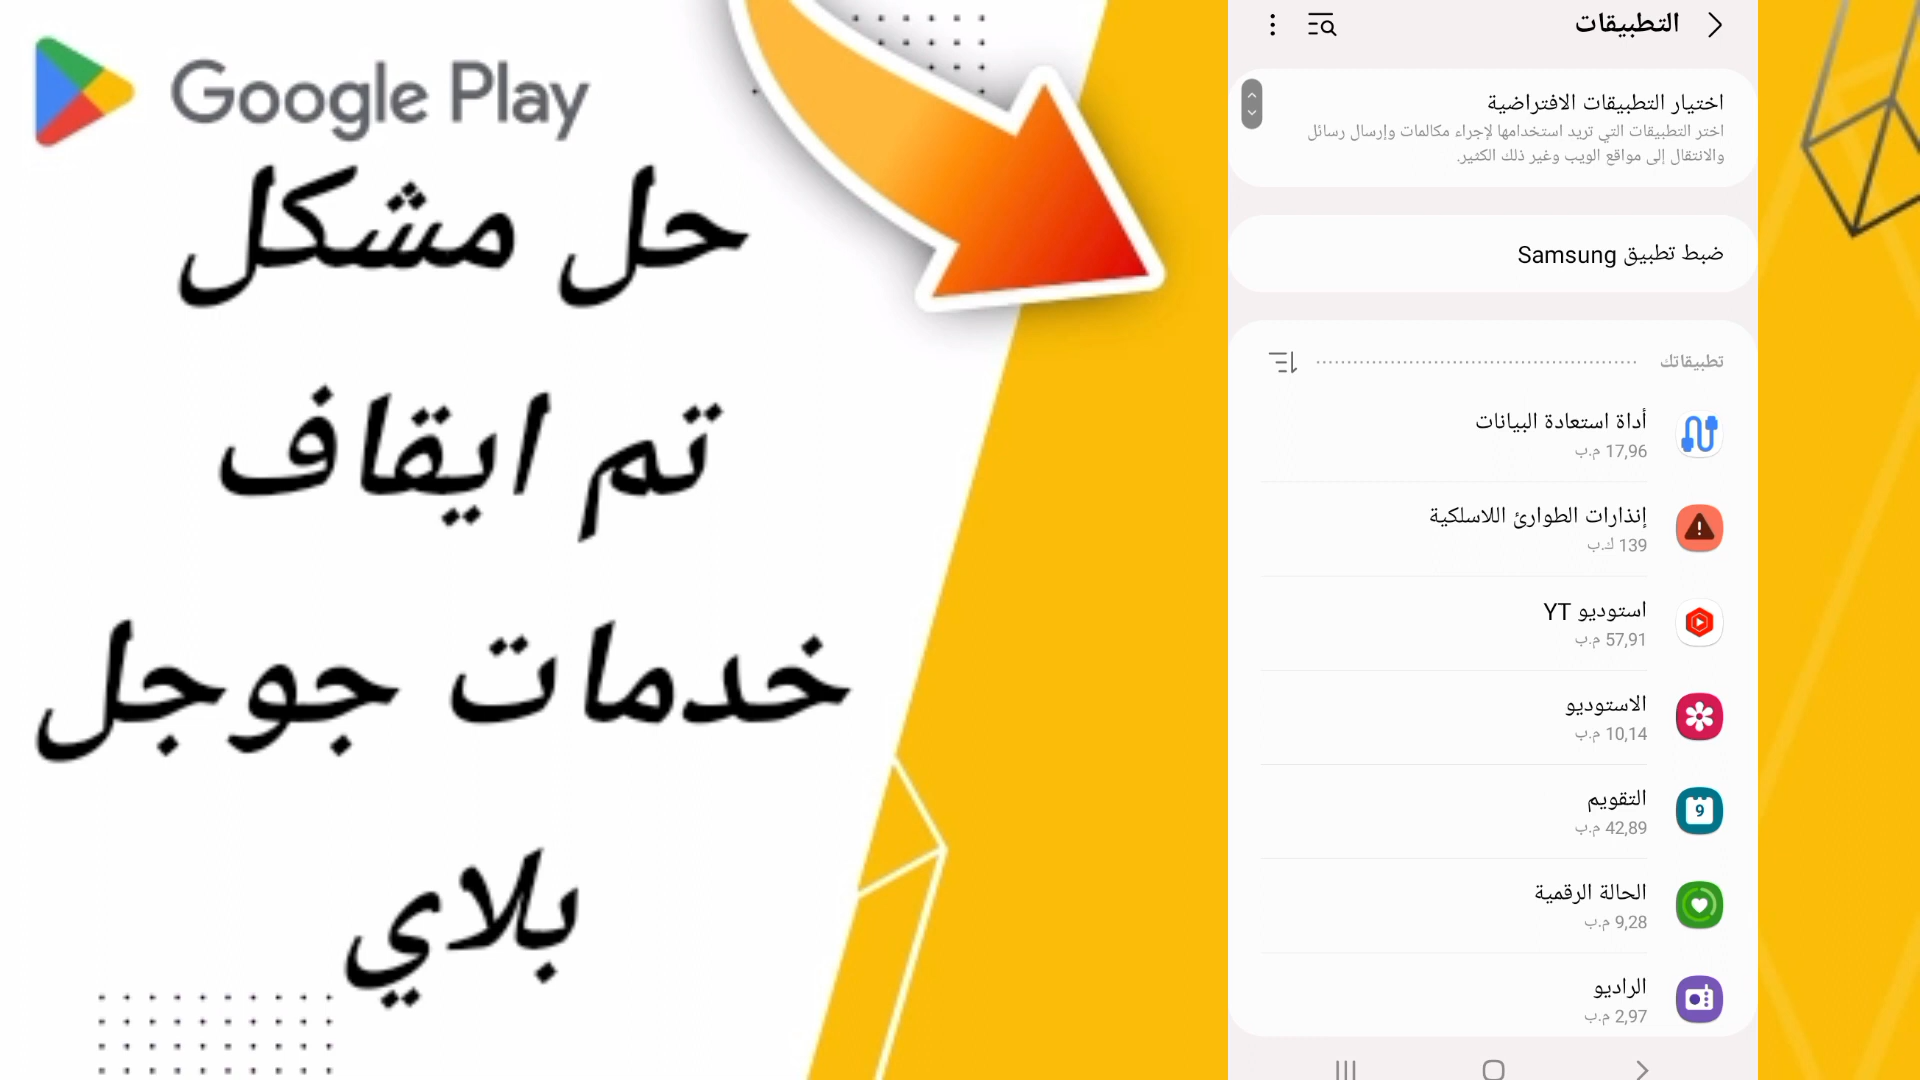 Google Play
حل مشكل
تم ايقاف
خدمات جوجل
بلاي
التطبيقات
اختيار التطبيقات الافتراضية
اختر التطبيقات التي تريد استخدامها لإجراء مكالمات وإرسال رسائل
والانتقال إلى مواقع الويب وغير ذلك الكثير.
ضبط تطبيق Samsung
تطبيقاتك
أداة استعادة البيانات
17,96 م.ب
إنذارات الطوارئ اللاسلكية
139 ك.ب
استوديو YT
57,91 م.ب
الاستوديو
10,14 م.ب
التقويم
42,89 م.ب
9
الحالة الرقمية
9,28 م.ب
الراديو
2,97 م.ب